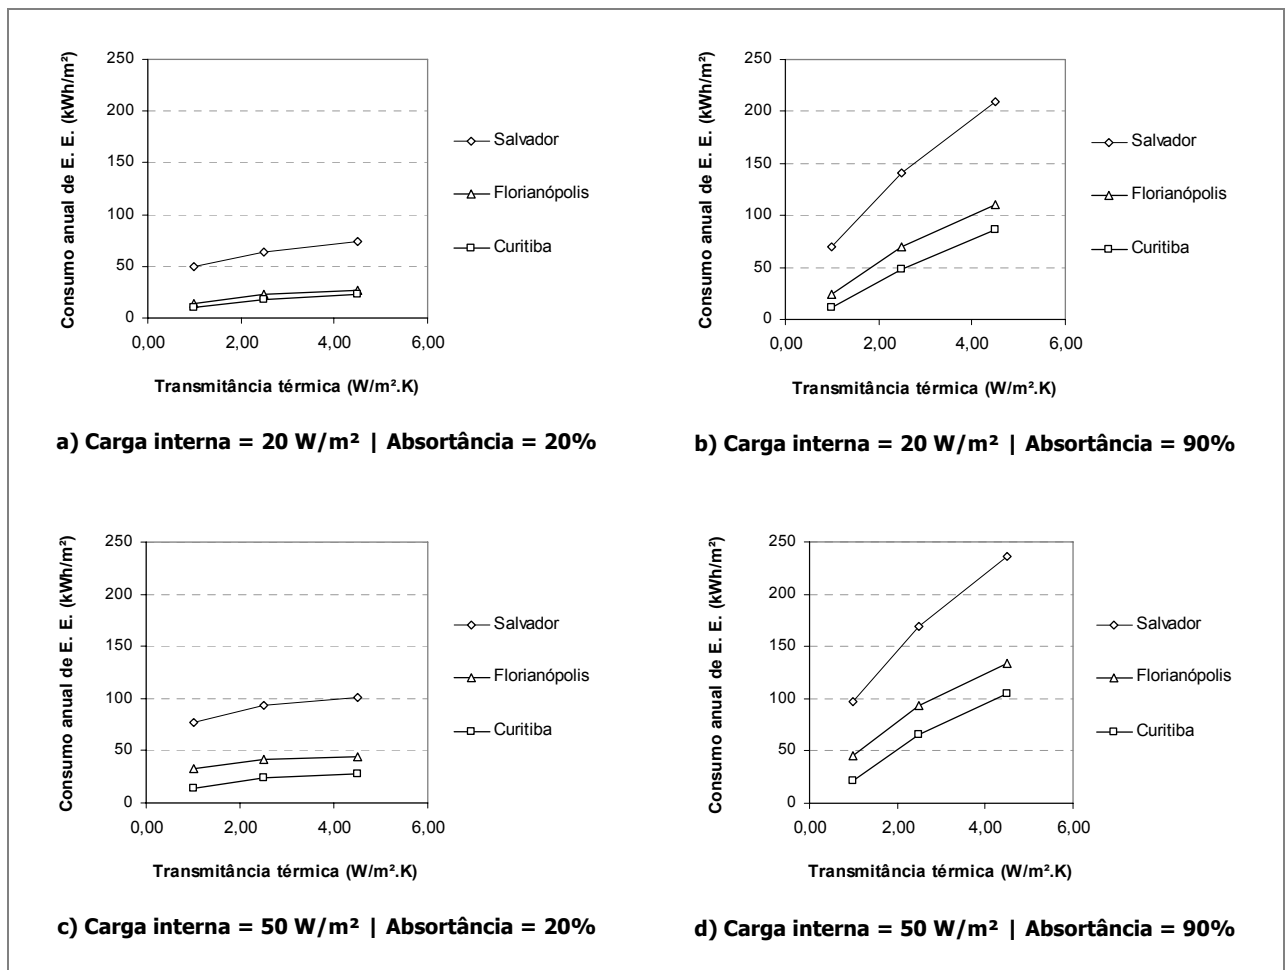 Consumo anual de E. E. (kWh/m²)
250
200
150
100
50
0
0,00 2,00 4,00 6,00
Transmitância térmica (W/m².K)
Salvador
Florianópolis
Curitiba
a) Carga interna = 20 W/m² | Absortância = 20%
Consumo anual de E. E. (kWh/m²)
250
200
150
100
50
0
0,00 2,00 4,00 6,00
Transmitância térmica (W/m².K)
Salvador
Florianópolis
Curitiba
b) Carga interna = 20 W/m² | Absortância = 90%
Consumo anual de E. E. (kWh/m²)
250
200
150
100
50
0
0,00 2,00 4,00 6,00
Transmitância térmica (W/m².K)
Salvador
Florianópolis
Curitiba
c) Carga interna = 50 W/m² | Absortância = 20%
Consumo anual de E. E. (kWh/m²)
250
200
150
100
50
0
0,00 2,00 4,00 6,00
Transmitância térmica (W/m².K)
Salvador
Florianópolis
Curitiba
d) Carga interna = 50 W/m² | Absortância = 90%